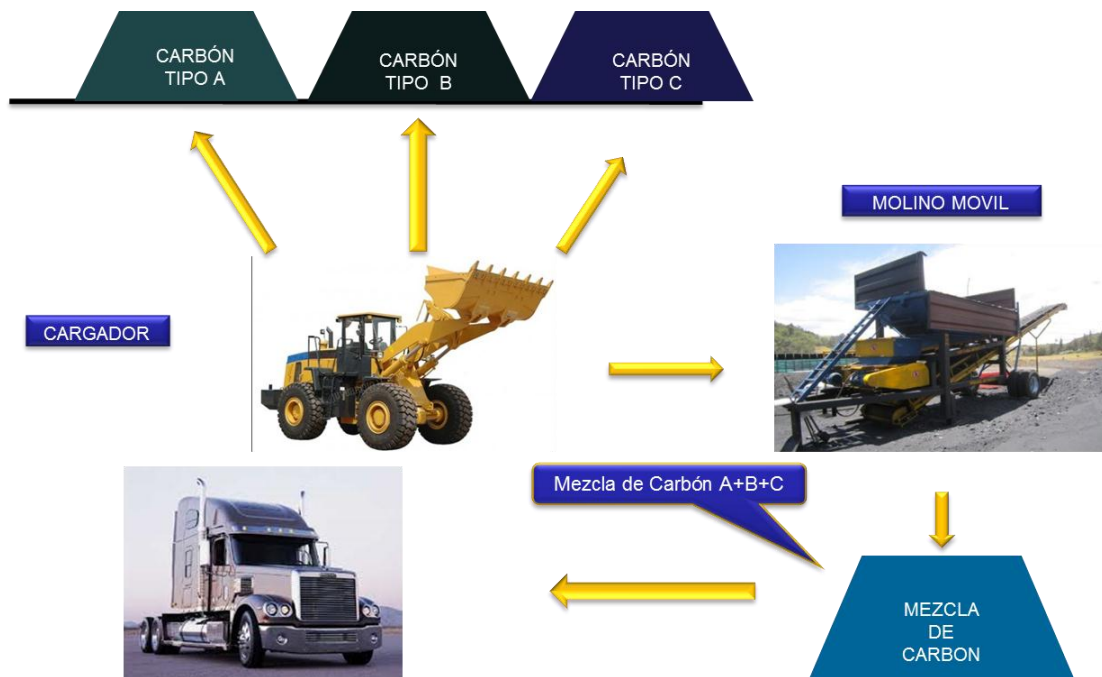 CARBÓN
TIPO A
CARBÓN
TIPO B
CARBÓN
TIPO C
MOLINO MOVIL
CARGADOR
Mezcla de Carbón A+B+C
MEZCLA
DE
CARBON